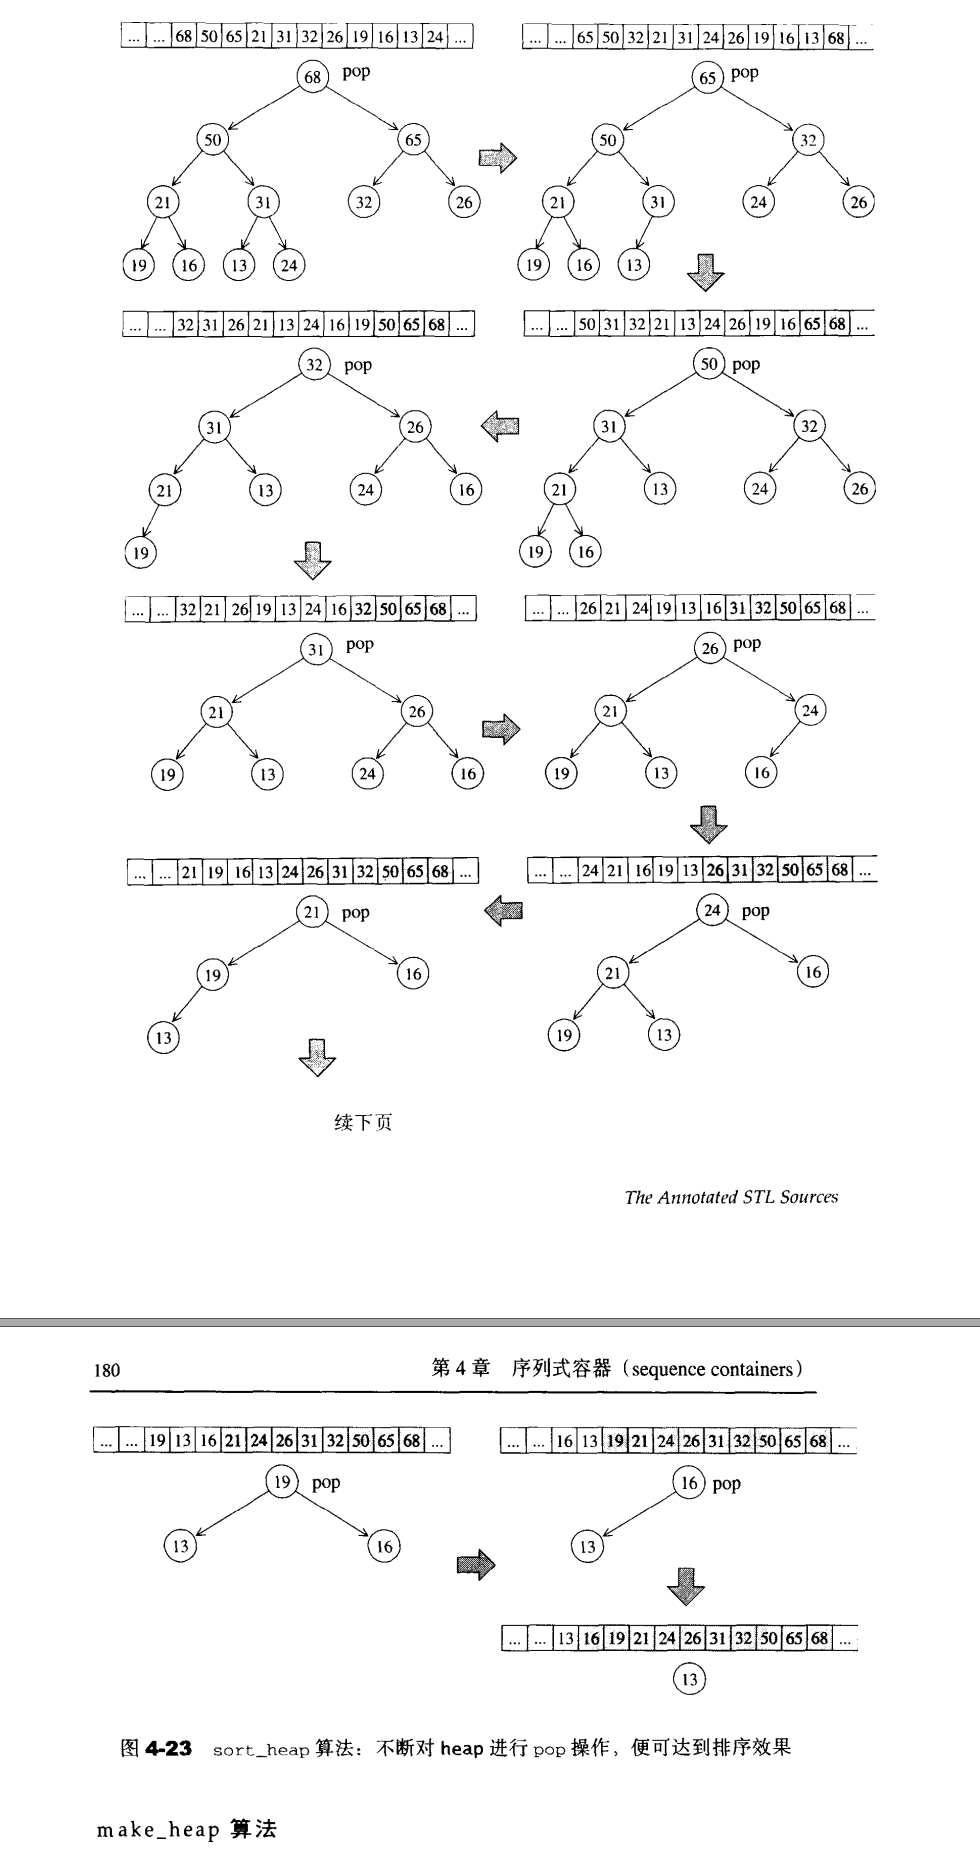 ... ... 68 50 65 21 31 32 26 19 16 13 24 ...
... ... 65 50 32 21 31 24 26 19 16 13 68 ...
68 pop
50 65
21 31 32 26
19 16 13 24
65 pop
50 32
21 31 24 26
19 16 13
... ... 32 31 26 21 13 24 16 19 50 65 68 ...
... ... 50 31 32 21 13 24 26 19 16 65 68 ...
32 pop
31 26
21 13 24 16
19
50 pop
31 32
21 13 24 26
19 16
... ... 32 21 26 19 13 24 16 32 50 65 68 ...
... ... 26 21 24 19 13 16 31 32 50 65 68 ...
31 pop
21 26
19 13 24 16
26 pop
21 24
19 13 16
... ... 21 19 16 13 24 26 31 32 50 65 68 ...
... ... 24 21 16 19 13 26 31 32 50 65 68 ...
21 pop
19 16
13
24 pop
21 16
19 13
续下页
The Annotated STL Sources
180 第 4 章 序列式容器（sequence containers）
... ... 19 13 16 21 24 26 31 32 50 65 68 ...
... ... 16 13 19 21 24 26 31 32 50 65 68 ...
19 pop
13 16
16 pop
13
... ... 13 16 19 21 24 26 31 32 50 65 68 ...
13
图 4-23 sort_heap 算法：不断对 heap 进行 pop 操作，便可达到排序效果
make_heap 算法